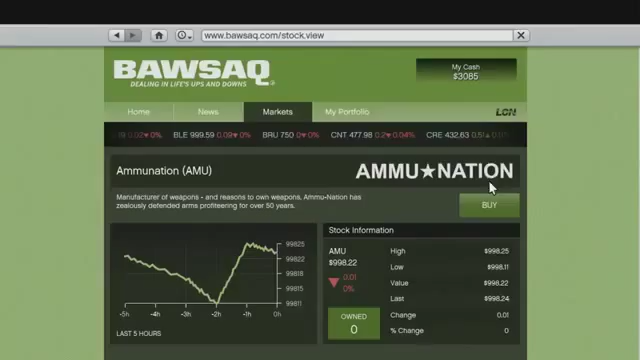 www.bawsaq.com/stock.view
BAWSAQ
DEALING IN LIFE'S UPS AND DOWNS
My Cash
$3085
Home News Markets My Portfolio LCN
0.02 0% BLE 999.59 0.09 0% BRU 750 0 0% CNT 477.98 0.2 0.04% CRE 432.63 0.5
Ammunation (AMU)
AMMU★NATION
Manufacturer of weapons - and reasons to own weapons, Ammu-Nation has
zealously defended arms profiteering for over 50 years.
BUY
Stock Information
99825
99822
99818
99815
99811
-5h -4h -3h -2h -1h 0h
LAST 5 HOURS
AMU
$998.22
0.01
0%
OWNED
0
High $998.25
Low $998.11
Value $998.22
Last $998.24
Change 0.01
% Change 0